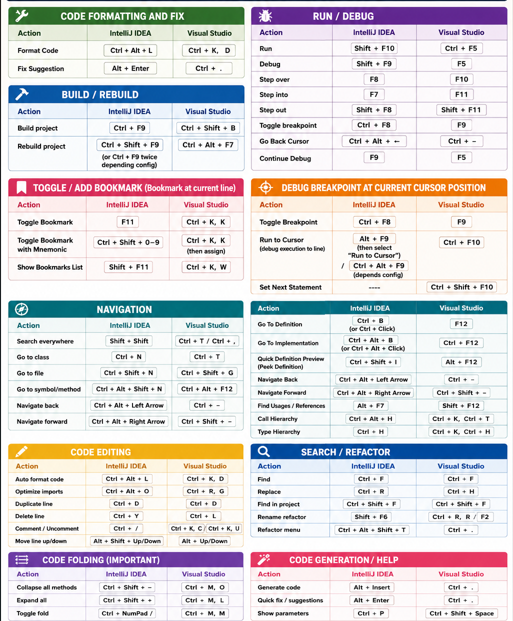 CODE FORMATTING AND FIX
Action IntelliJ IDEA Visual Studio
Format Code Ctrl + Alt + L Ctrl + K, D
Fix Suggestion Alt + Enter Ctrl + .
BUILD / REBUILD
Action IntelliJ IDEA Visual Studio
Build project Ctrl + F9 Ctrl + Shift + B
Rebuild project Ctrl + Shift + F9 Ctrl + Alt + F7
(or Ctrl + F9 twice
depending config)
RUN / DEBUG
Action IntelliJ IDEA Visual Studio
Run Shift + F10 Ctrl + F5
Debug Shift + F9 F5
Step over F8 F10
Step into F7 F11
Step out Shift + F8 Shift + F11
Toggle breakpoint Ctrl + F8 F9
Go Back Cursor Ctrl + Alt + ← Ctrl + –
Continue Debug F9 F5
TOGGLE / ADD BOOKMARK (Bookmark at current line)
Action IntelliJ IDEA Visual Studio
Toggle Bookmark F11 Ctrl + K, K
Toggle Bookmark
with Mnemonic Ctrl + Shift + 0–9 Ctrl + K, K
(then assign)
Show Bookmarks List Shift + F11 Ctrl + K, W
DEBUG BREAKPOINT AT CURRENT CURSOR POSITION
Action IntelliJ IDEA Visual Studio
Toggle Breakpoint Ctrl + F8 F9
Run to Cursor Alt + F9 Ctrl + F10
(debug execution to line) (then select
"Run to Cursor")
/ Ctrl + Alt + F9
(depends config)
Set Next Statement ---- Ctrl + Shift + F10
NAVIGATION
Action IntelliJ IDEA Visual Studio
Search everywhere Shift + Shift Ctrl + T / Ctrl + ,
Go to class Ctrl + N Ctrl + T
Go to file Ctrl + Shift + N Ctrl + Shift + G
Go to symbol/method Ctrl + Alt + Shift + N Ctrl + Alt + F12
Navigate back Ctrl + Alt + Left Arrow Ctrl + –
Navigate forward Ctrl + Alt + Right Arrow Ctrl + Shift + –
Action IntelliJ IDEA Visual Studio
Go To Definition Ctrl + B F12
(or Ctrl + Click)
Go To Implementation Ctrl + Alt + B Ctrl + F12
(or Ctrl + Alt + Click)
Quick Definition Preview
(Peek Definition) Ctrl + Shift + I Alt + F12
Navigate Back Ctrl + Alt + Left Arrow Ctrl + –
Navigate Forward Ctrl + Alt + Right Arrow Ctrl + Shift + –
Find Usages / References Alt + F7 Shift + F12
Call Hierarchy Ctrl + Alt + H Ctrl + K, Ctrl + T
Type Hierarchy Ctrl + H Ctrl + K, Ctrl + H
CODE EDITING
Action IntelliJ IDEA Visual Studio
Auto format code Ctrl + Alt + L Ctrl + K, D
Optimize imports Ctrl + Alt + O Ctrl + R, G
Duplicate line Ctrl + D Ctrl + D
Delete line Ctrl + Y Ctrl + L
Comment / Uncomment Ctrl + / Ctrl + K, C / Ctrl + K, U
Move line up/down Alt + Shift + Up/Down Alt + Up/Down
SEARCH / REFACTOR
Action IntelliJ IDEA Visual Studio
Find Ctrl + F Ctrl + F
Replace Ctrl + R Ctrl + H
Find in project Ctrl + Shift + F Ctrl + Shift + F
Rename refactor Shift + F6 Ctrl + R, R / F2
Refactor menu Ctrl + Alt + Shift + T Ctrl + .
CODE FOLDING (IMPORTANT)
Action IntelliJ IDEA Visual Studio
Collapse all methods Ctrl + Shift + – Ctrl + M, O
Expand all Ctrl + Shift + + Ctrl + M, L
Toggle fold Ctrl + NumPad / Ctrl + M, M
CODE GENERATION / HELP
Action IntelliJ IDEA Visual Studio
Generate code Alt + Insert Ctrl + .
Quick fix / suggestions Alt + Enter Ctrl + .
Show parameters Ctrl + P Ctrl + Shift + Space